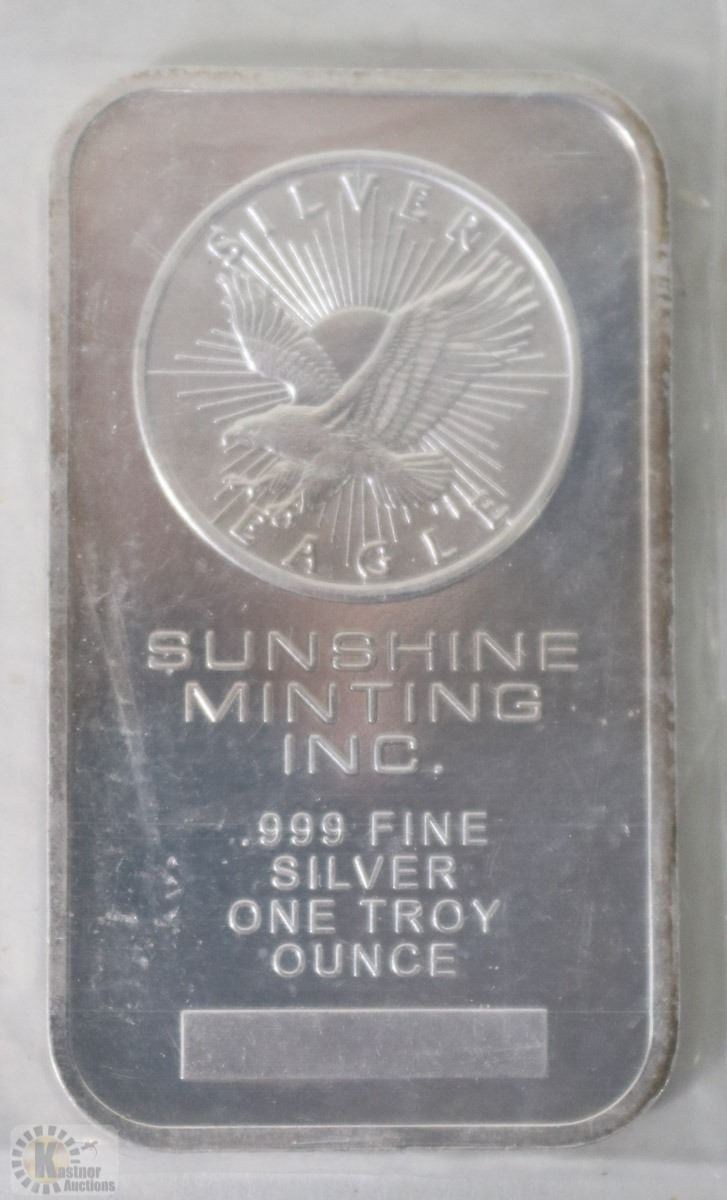 SILVER
EAGLE
SUNSHINE
MINTING
INC.
.999 FINE
SILVER
ONE TROY
OUNCE
Kastner
Auctions